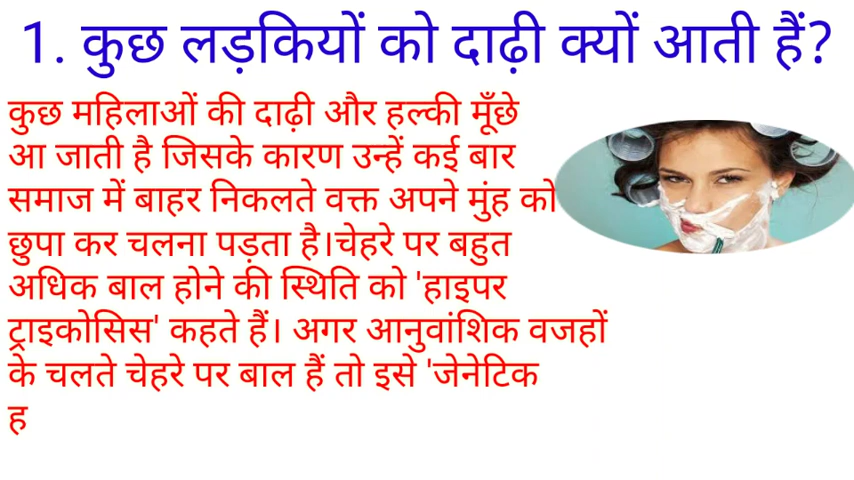 1. कुछ लड़कियों को दाढ़ी क्यों आती हैं?
कुछ महिलाओं की दाढ़ी और हल्की मूँछे
आ जाती है जिसके कारण उन्हें कई बार
समाज में बाहर निकलते वक्त अपने मुंह को
छुपा कर चलना पड़ता है।चेहरे पर बहुत
अधिक बाल होने की स्थिति को 'हाइपर
ट्राइकोसिस' कहते हैं। अगर आनुवांशिक वजहों
के चलते चेहरे पर बाल हैं तो इसे 'जेनेटिक
ह